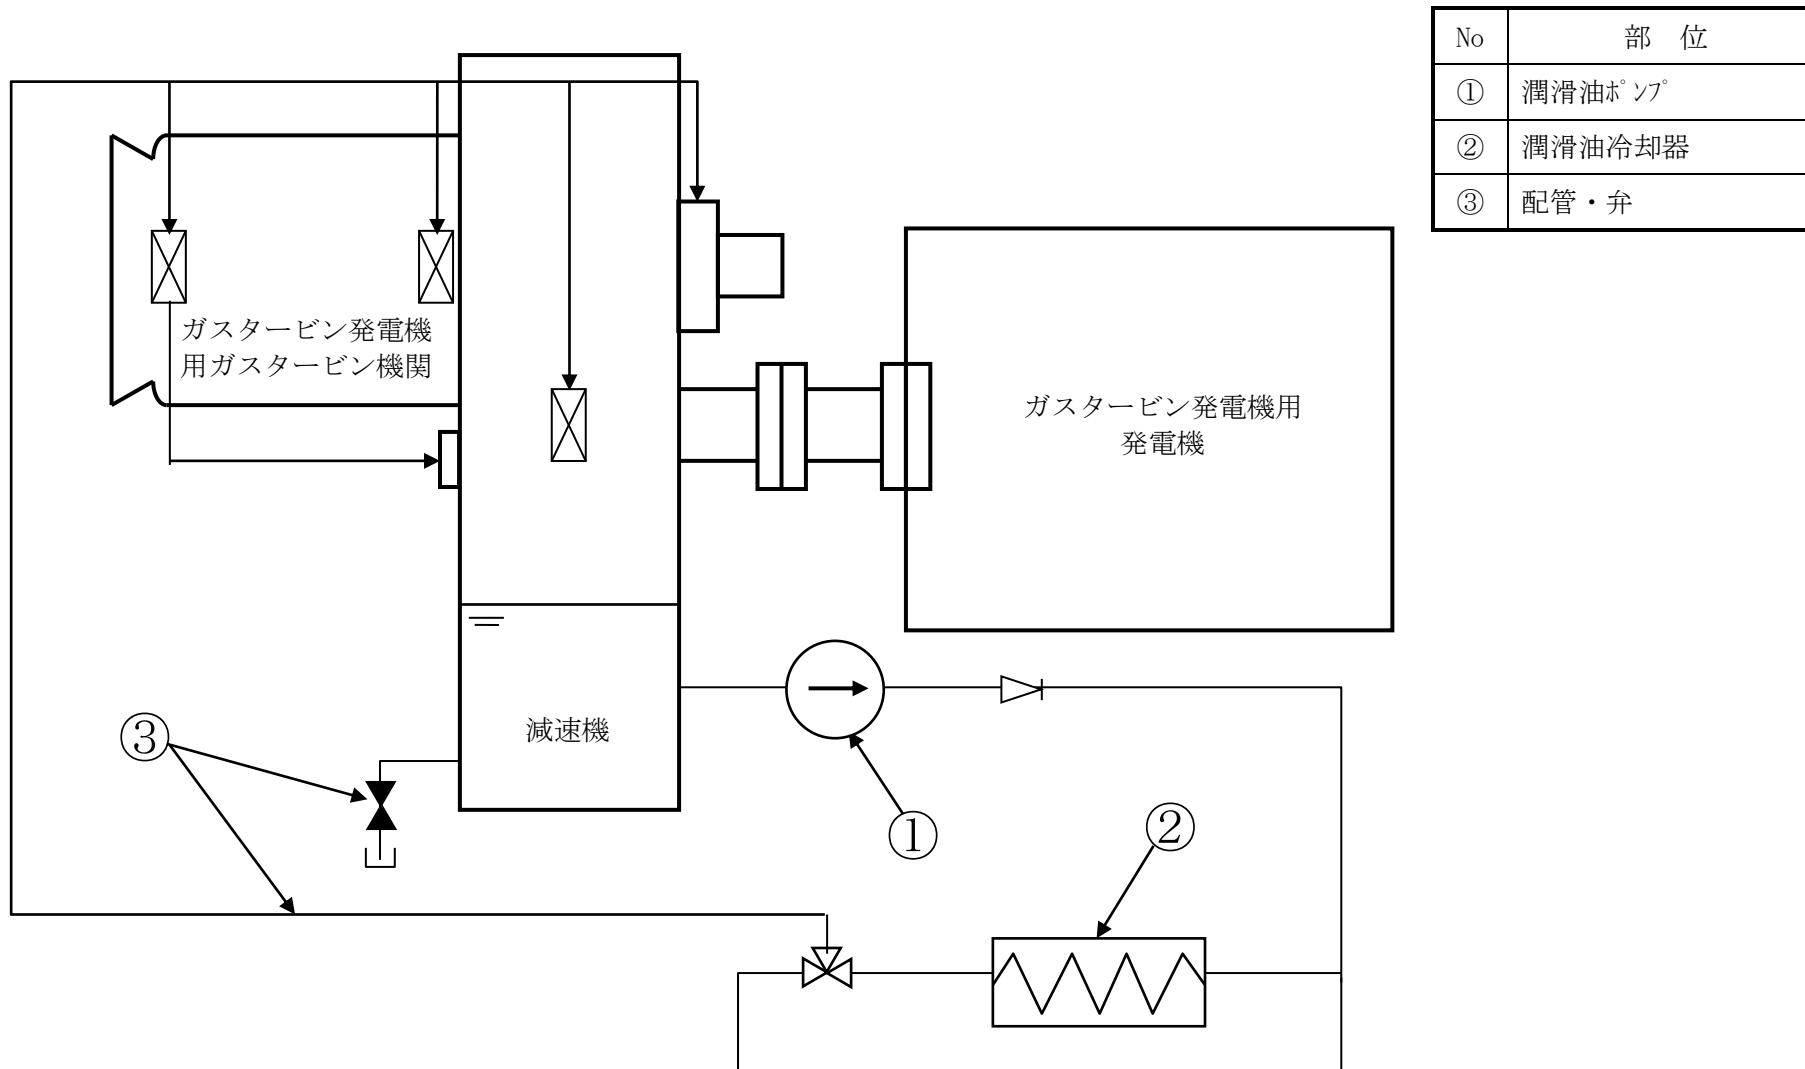 No 部 位
① 潤滑油ﾎﾟﾝﾌﾟ
② 潤滑油冷却器
③ 配管・弁
ガスタービン発電機
用ガスタービン機関
ガスタービン発電機用
発電機
減速機
③
①
②